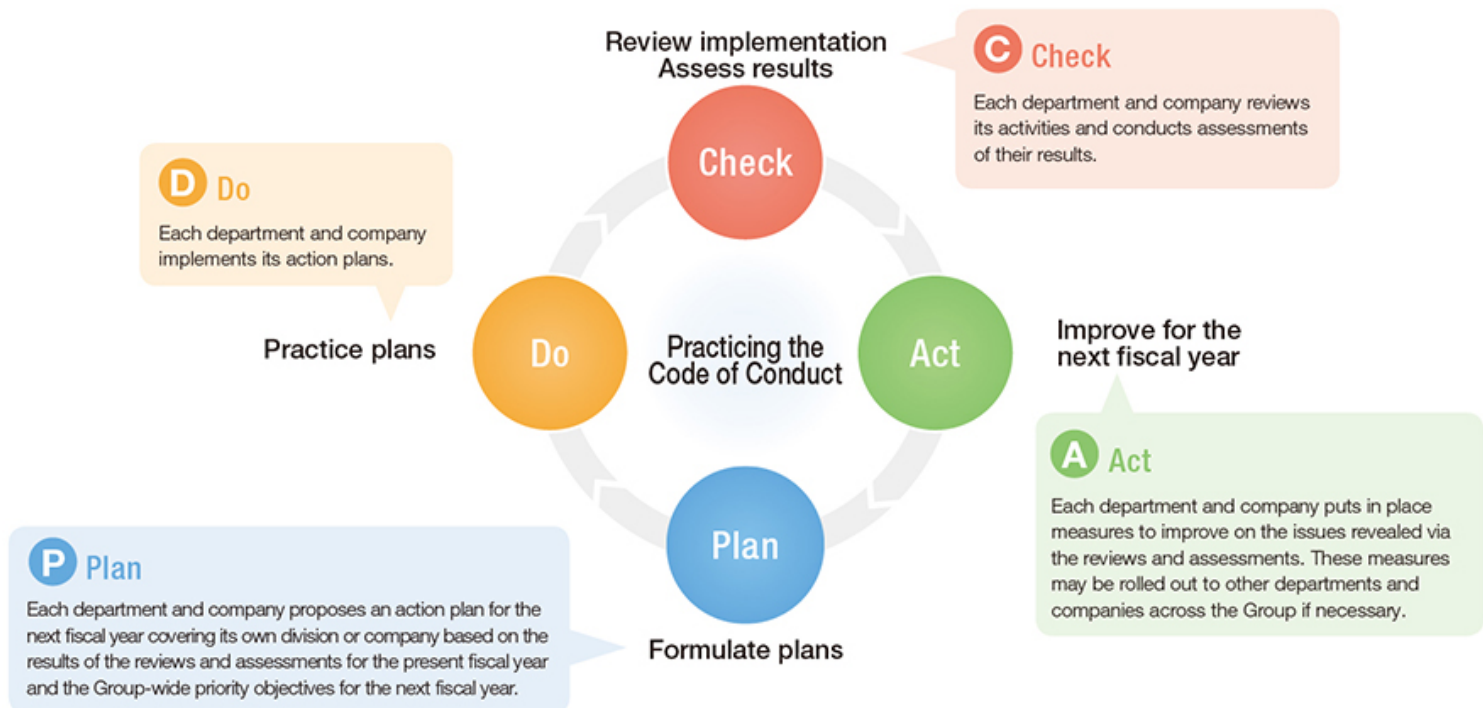 Review implementation
Assess results
C Check
Each department and company reviews
its activities and conducts assessments
of their results.
Check
D Do
Each department and company
implements its action plans.
Practice plans
Do
Practicing the
Code of Conduct
Act
Improve for the
next fiscal year
A Act
Each department and company puts in place
measures to improve on the issues revealed via
the reviews and assessments. These measures
may be rolled out to other departments and
companies across the Group if necessary.
Plan
Formulate plans
P Plan
Each department and company proposes an action plan for the
next fiscal year covering its own division or company based on the
results of the reviews and assessments for the present fiscal year
and the Group-wide priority objectives for the next fiscal year.